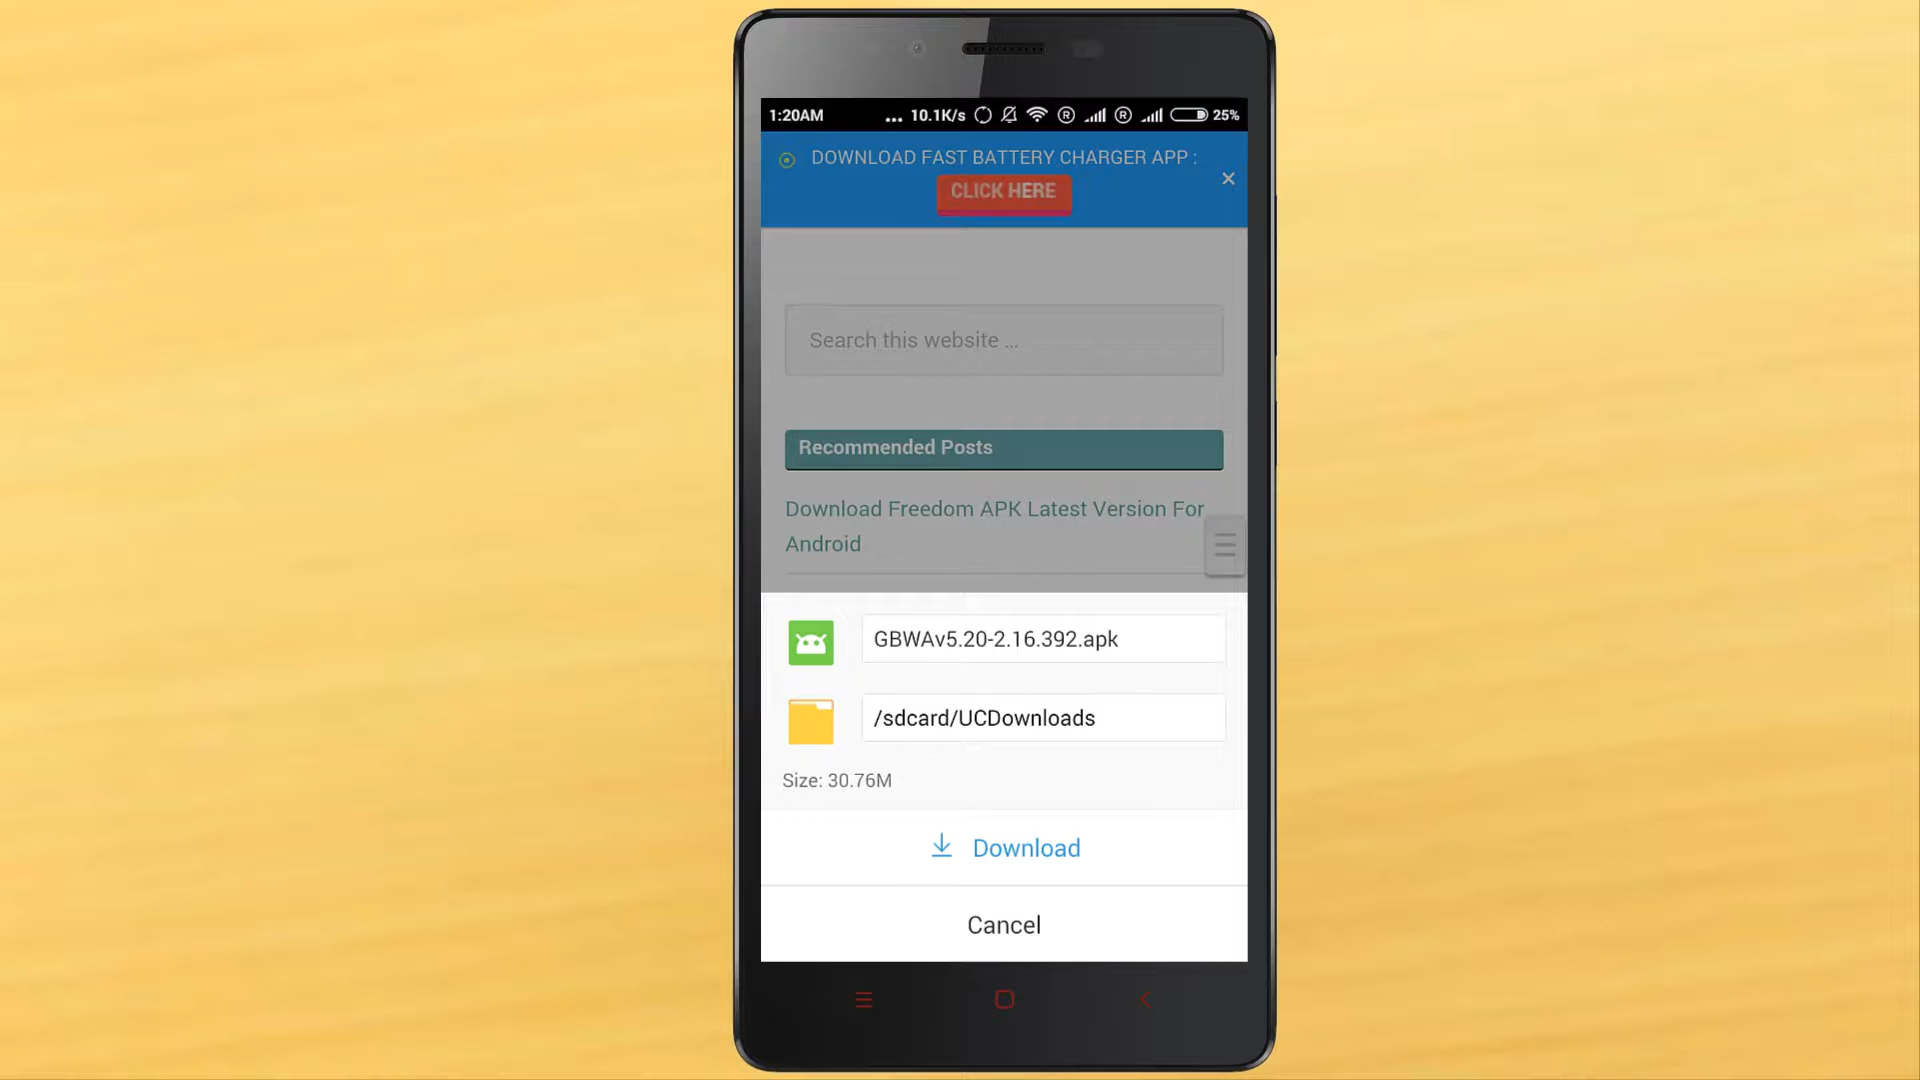 1:20AM ... 10.1K/s R R 25%
DOWNLOAD FAST BATTERY CHARGER APP :
CLICK HERE
Search this website ...
Recommended Posts
Download Freedom APK Latest Version For
Android
GBWAv5.20-2.16.392.apk
/sdcard/UCDownloads
Size: 30.76M
Download
Cancel